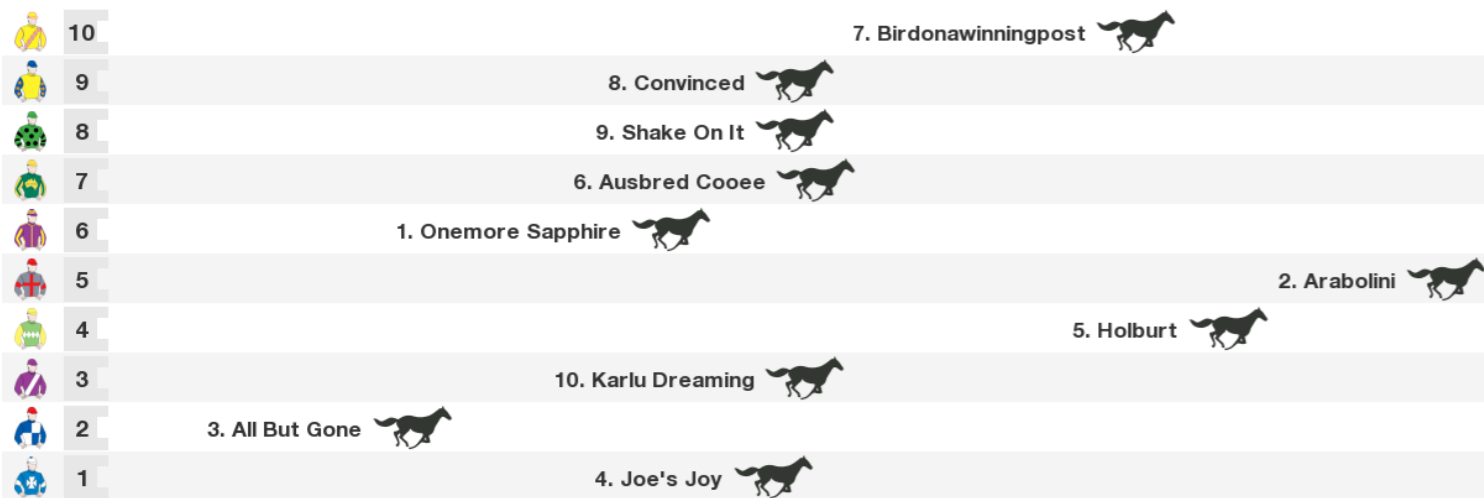 10 7. Birdonawinningpost
9 8. Convinced
8 9. Shake On It
7 6. Ausbred Cooee
6 1. Onemore Sapphire
5 2. Arabolini
4 5. Holburt
3 10. Karlu Dreaming
2 3. All But Gone
1 4. Joe's Joy